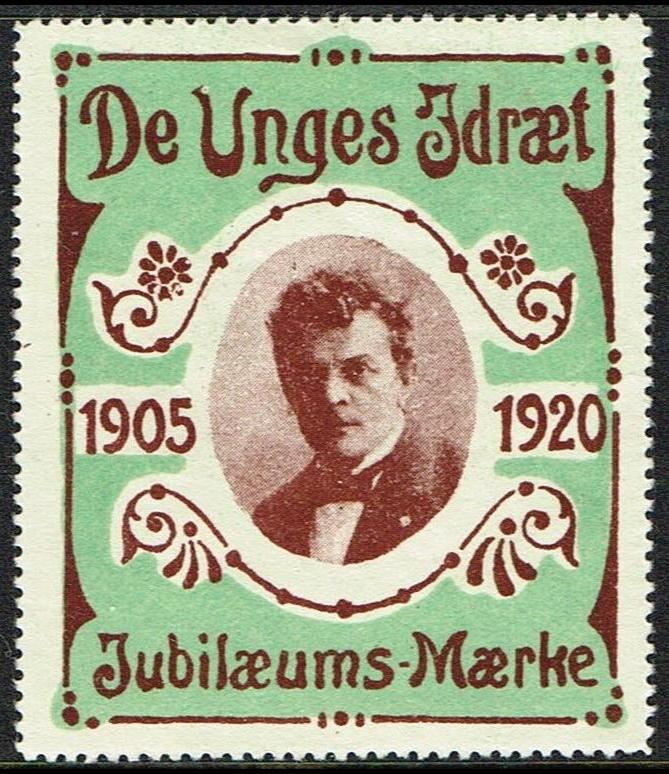 De Unges Idræt
1905 1920
Jubilæums-Mærke